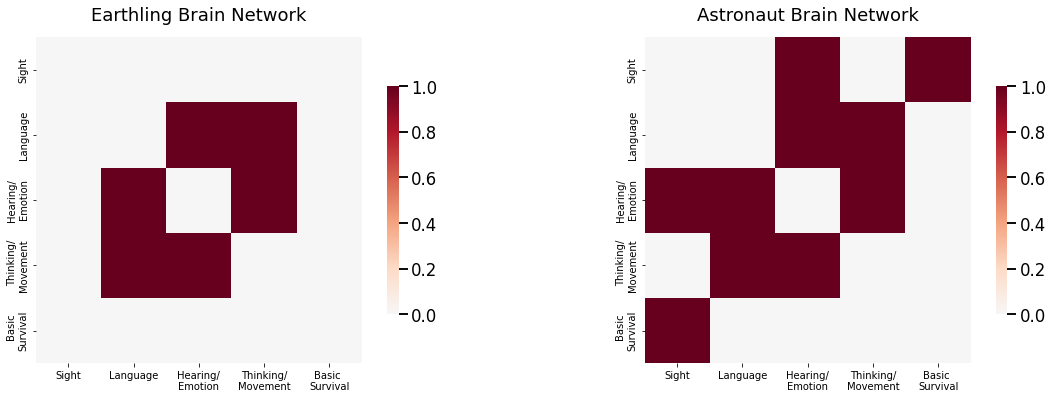 Earthling Brain Network
Sight
Language
Hearing/
Emotion
Thinking/
Movement
Basic
Survival
Sight
Language
Hearing/
Emotion
Thinking/
Movement
Basic
Survival
1.0
0.8
0.6
0.4
0.2
0.0
Astronaut Brain Network
Sight
Language
Hearing/
Emotion
Thinking/
Movement
Basic
Survival
Sight
Language
Hearing/
Emotion
Thinking/
Movement
Basic
Survival
1.0
0.8
0.6
0.4
0.2
0.0